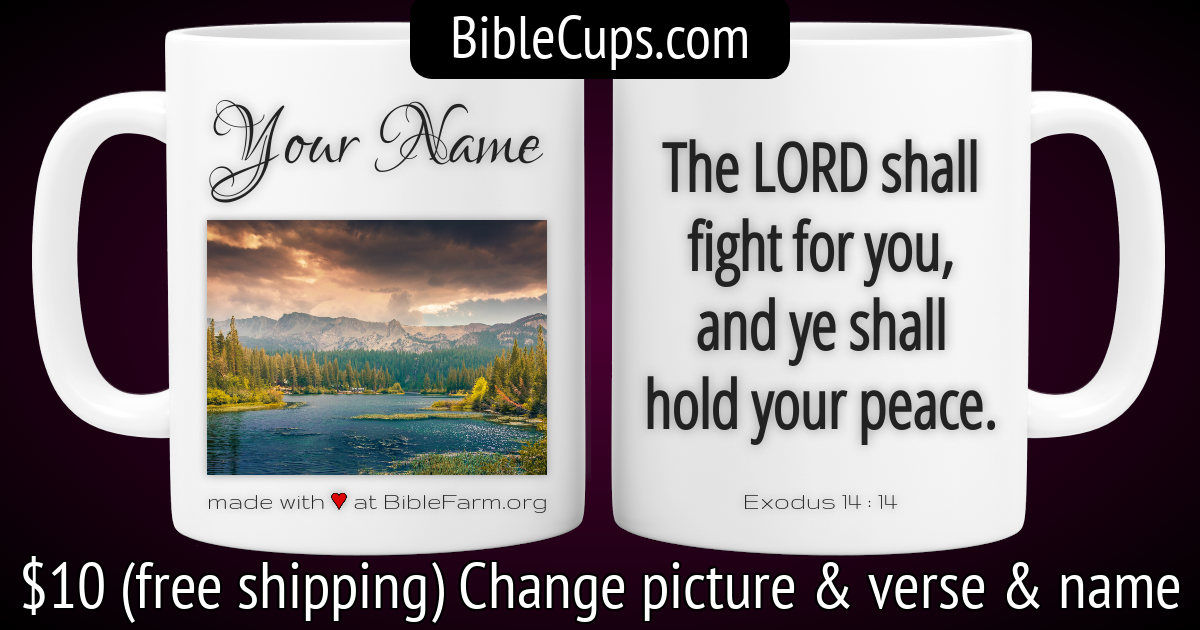 BibleCups.com
Your Name
made with ♥ at BibleFarm.org
The LORD shall
fight for you,
and ye shall
hold your peace.
Exodus 14 : 14
$10 (free shipping) Change picture & verse & name